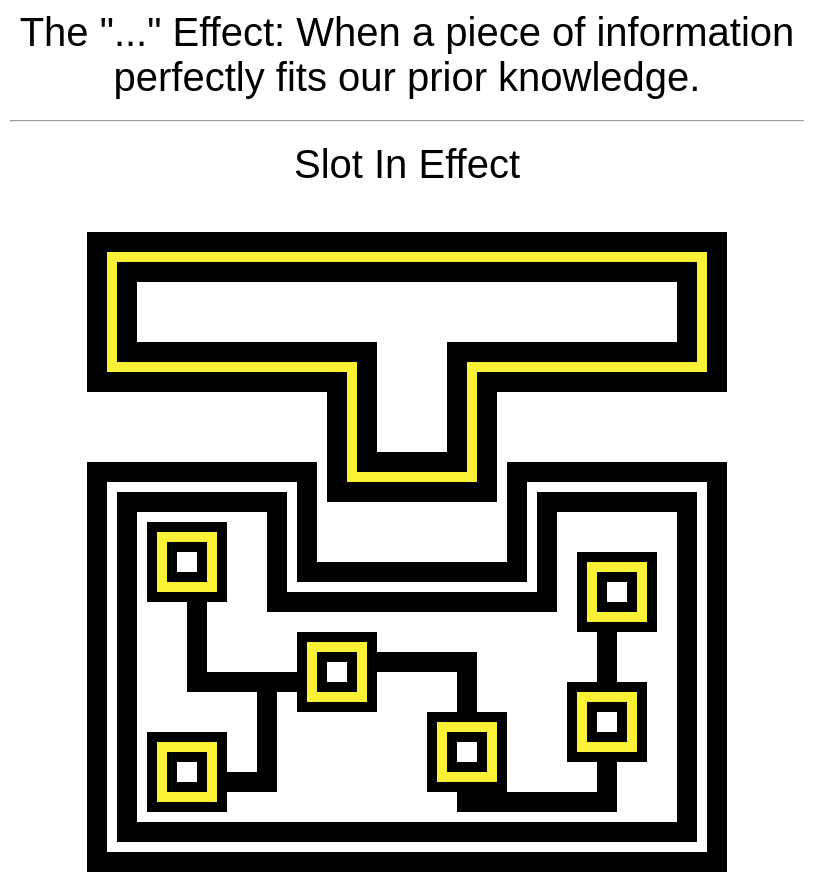 The "..." Effect: When a piece of information
perfectly fits our prior knowledge.
Slot In Effect